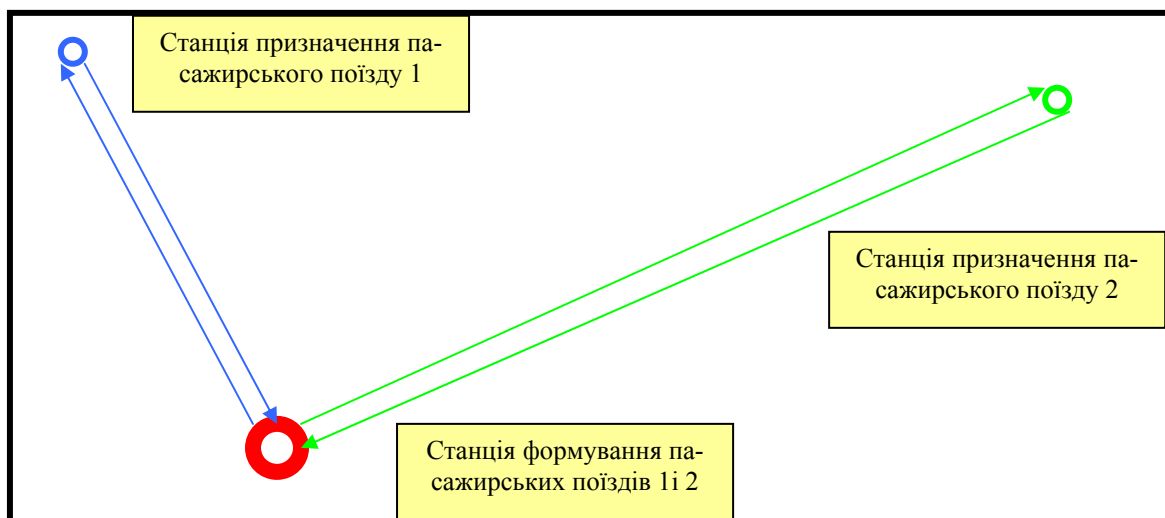 Станція призначення па-
сажирського поїзду 1
Станція призначення па-
сажирського поїзду 2
Станція формування па-
сажирських поїздів 1і 2